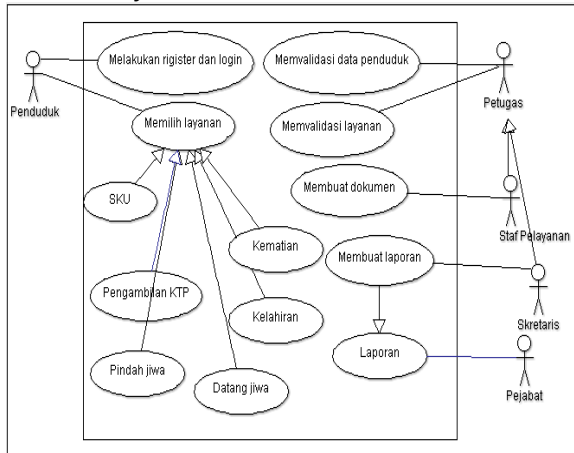 Melakukan rigister dan login
Memvalidasi data penduduk
Penduduk
Petugas
Memilih layanan
Memvalidasi layanan
SKU
Membuat dokumen
Staf Pelayanan
Kematian
Membuat laporan
Pengambilan KTP
Kelahiran
Skretaris
Laporan
Pindah jiwa
Datang jiwa
Pejabat